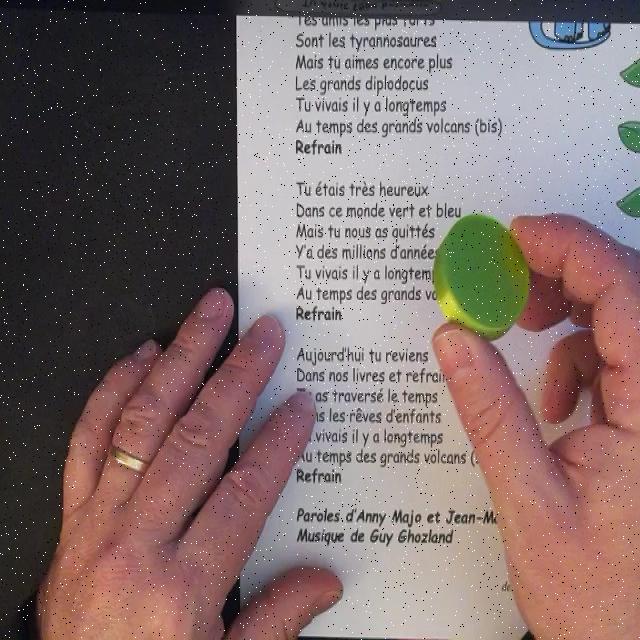 Tes amis les plus
Sont les tyrannosaures
Mais tu aimes encore plus
Les grands diplodocus
Tu vivais il y a longtemps
Au temps des grands volcans (bis)
Refrain
Tu étais très heureux
Dans ce monde vert et bleu
Mais tu nous as quittés
Y'a des millions d'année
Tu vivais il y a longtem
Au temps des grands vo
Refrain
Aujourd'hui tu reviens
Dans nos livres et refrai
as traversé le temps
les rêves d'enfants
vivais il y a longtemps
Au temps des grands volcans (
Refrain
Paroles d'Anny Majo et Jean-Ma
Musique de Guy Ghozland